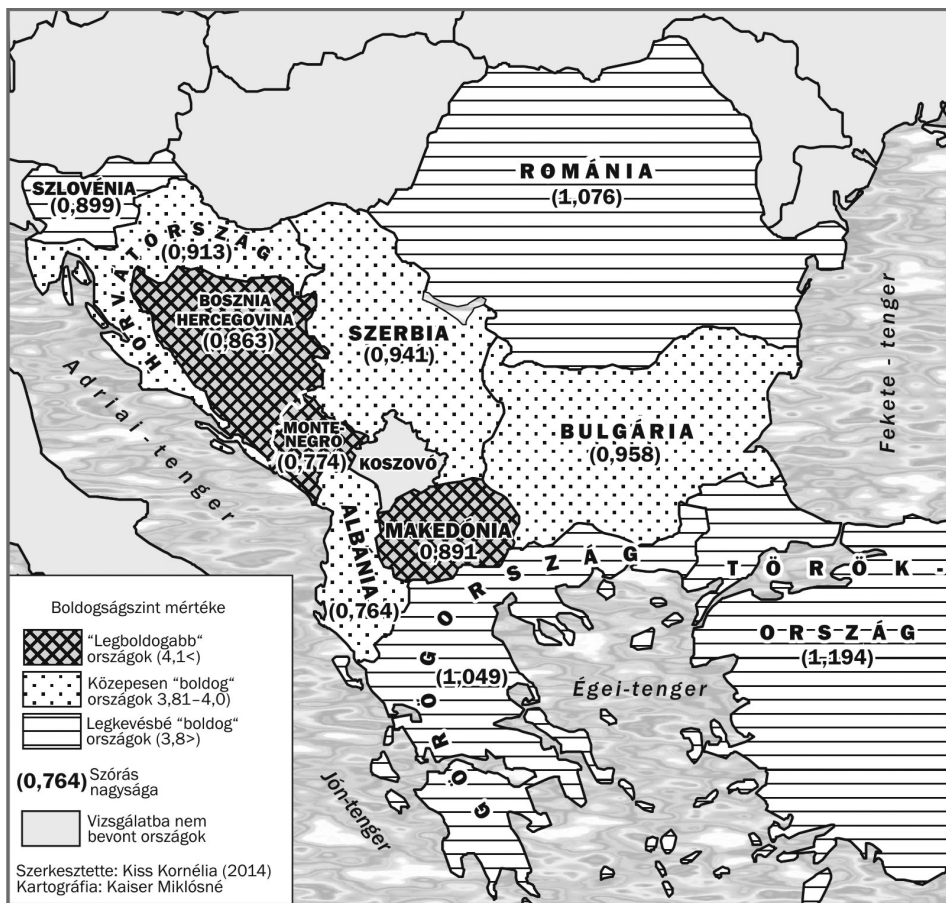 ROMÁNIA
(1,076)
SZLOVÉNIA
(0,899)
HORVÁTORSZÁG
(0,913)
BOSZNIA
HERCEGOVINA
(0,863)
SZERBIA
(0,941)
Fekete-tenger
Adriai-tenger
MONTE-
NEGRO
(0,774)
KOSZOVÓ
BULGÁRIA
(0,958)
ALBÁNIA
(0,764)
MAKEDÓNIA
0,891
GÖRÖGORSZÁG
(1,049)
TÖRÖK-
ORSZÁG
(1,194)
Égei-tenger
Jón-tenger
Boldogságszint mértéke
"Legboldogabb"
országok (4,1<)
Közepesen "boldog"
országok 3,81–4,0)
Legkevésbé "boldog"
országok (3,8>)
(0,764) Szórás
nagysága
Vizsgálatba nem
bevont országok
Szerkesztette: Kiss Kornélia (2014)
Kartográfia: Kaiser Miklósné